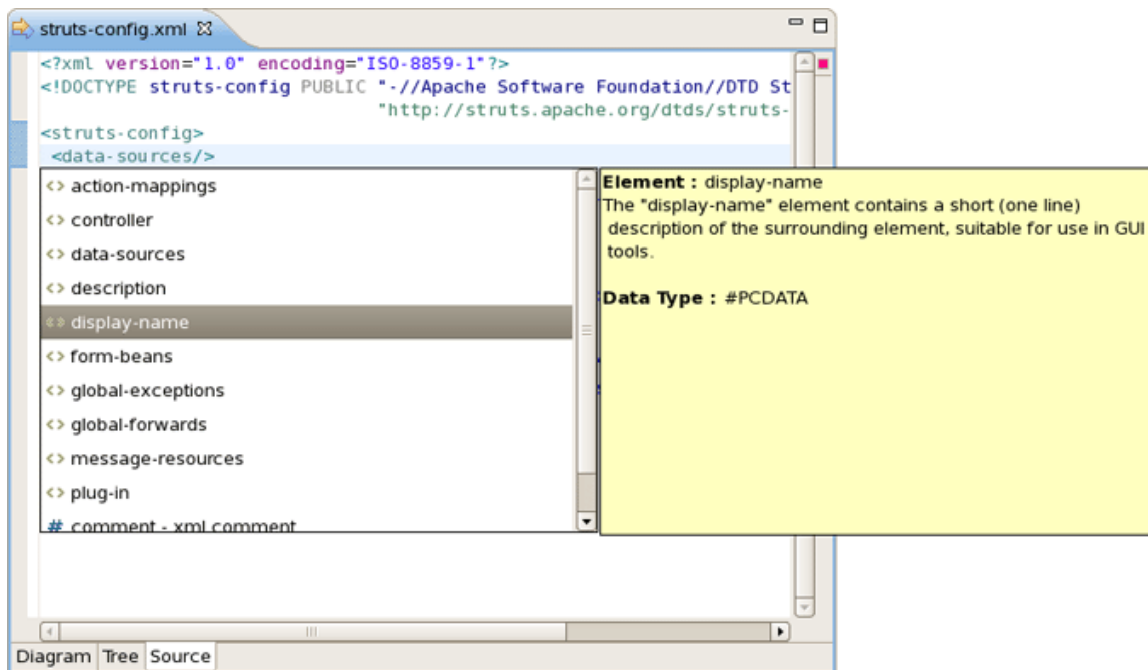 struts-config.xml
<?xml version="1.0" encoding="ISO-8859-1"?>
<!DOCTYPE struts-config PUBLIC "-//Apache Software Foundation//DTD St
"http://struts.apache.org/dtds/struts-
<struts-config>
<data-sources/>
<> action-mappings
<> controller
<> data-sources
<> description
<> display-name
<> form-beans
<> global-exceptions
<> global-forwards
<> message-resources
<> plug-in
# comment - xml comment
Element : display-name
The "display-name" element contains a short (one line)
description of the surrounding element, suitable for use in GUI
tools.
Data Type : #PCDATA
Diagram Tree Source